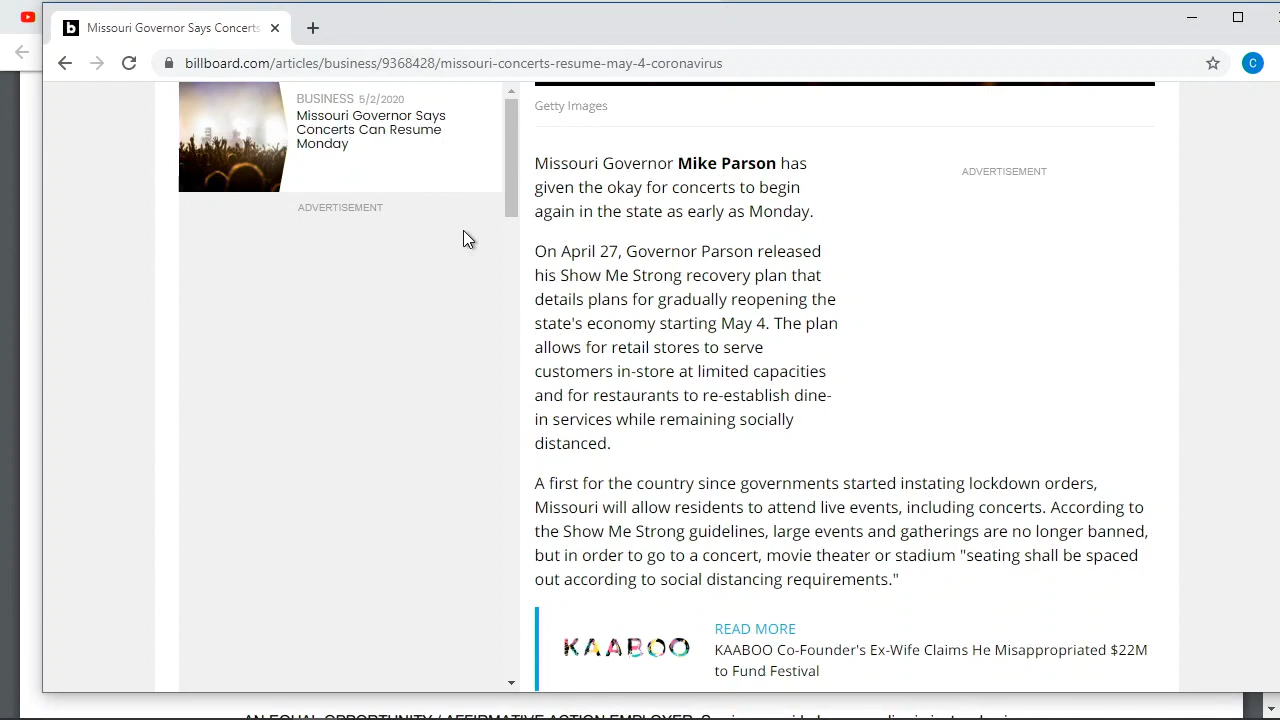 Missouri Governor Says Concerts
billboard.com/articles/business/9368428/missouri-concerts-resume-may-4-coronavirus
C
BUSINESS 5/2/2020
Missouri Governor Says
Concerts Can Resume
Monday
ADVERTISEMENT
Getty Images
Missouri Governor Mike Parson has
given the okay for concerts to begin
again in the state as early as Monday.
ADVERTISEMENT
On April 27, Governor Parson released
his Show Me Strong recovery plan that
details plans for gradually reopening the
state's economy starting May 4. The plan
allows for retail stores to serve
customers in-store at limited capacities
and for restaurants to re-establish dine-
in services while remaining socially
distanced.
A first for the country since governments started instating lockdown orders,
Missouri will allow residents to attend live events, including concerts. According to
the Show Me Strong guidelines, large events and gatherings are no longer banned,
but in order to go to a concert, movie theater or stadium "seating shall be spaced
out according to social distancing requirements."
KAABOO
READ MORE
KAABOO Co-Founder's Ex-Wife Claims He Misappropriated $22M
to Fund Festival
AN EQUAL OPPORTUNITY / AFFIRMATIVE ACTION EMPLOYER